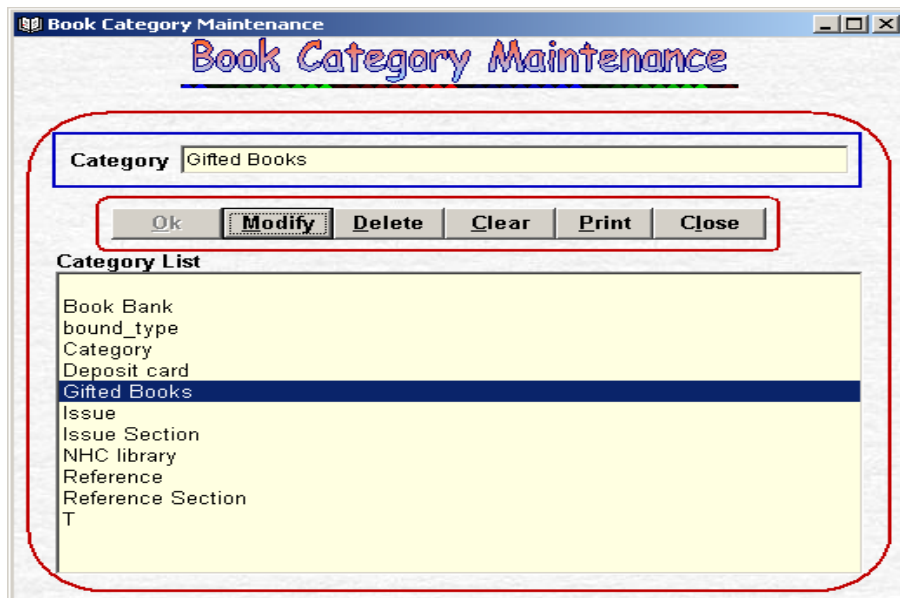 Book Category Maintenance
Book Category Maintenance
Category Gifted Books
Ok Modify Delete Clear Print Close
Category List
Book Bank
bound_type
Category
Deposit card
Gifted Books
Issue
Issue Section
NHC library
Reference
Reference Section
T